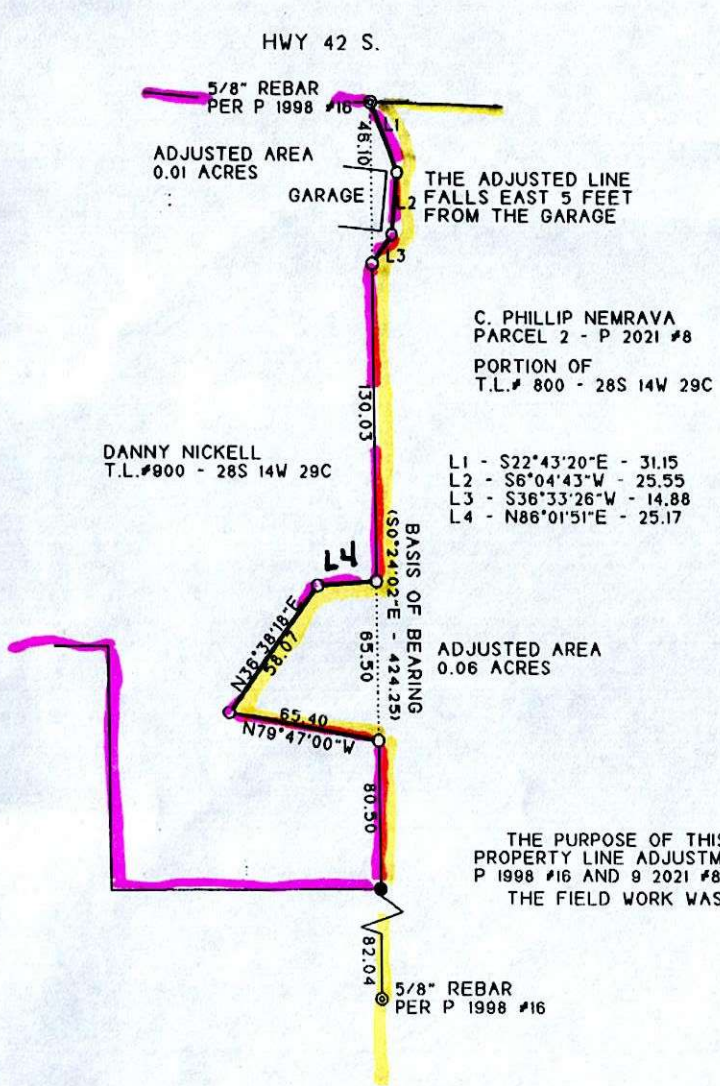 HWY 42 S.
5/8" REBAR
PER P 1998 #16
L1
48.10
ADJUSTED AREA
0.01 ACRES
GARAGE
THE ADJUSTED LINE
FALLS EAST 5 FEET
FROM THE GARAGE
L2
L3
C. PHILLIP NEMRAVA
PARCEL 2 - P 2021 #8
PORTION OF
T.L.# 800 - 28S 14W 29C
130.03
DANNY NICKELL
T.L.#900 - 28S 14W 29C
L1 - S22°43'20"E - 31.15
L2 - S6°04'43"W - 25.55
L3 - S36°33'26"W - 14.88
L4 - N86°01'51"E - 25.17
L4
BASIS OF BEARING
(S0°24'02"E - 424.25)
N36°38'18"E
58.07
65.50
ADJUSTED AREA
0.06 ACRES
65.40
N79°47'00"W
80.50
THE PURPOSE OF THIS
PROPERTY LINE ADJUSTM
P 1998 #16 AND 9 2021 #8
THE FIELD WORK WAS
82.04
5/8" REBAR
PER P 1998 #16